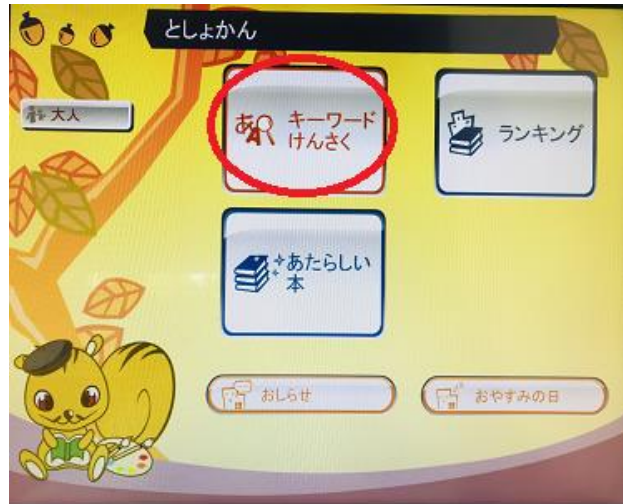 としょかん
大人
キーワード
けんさく
ランキング
あたらしい
本
おしらせ
おやすみの日